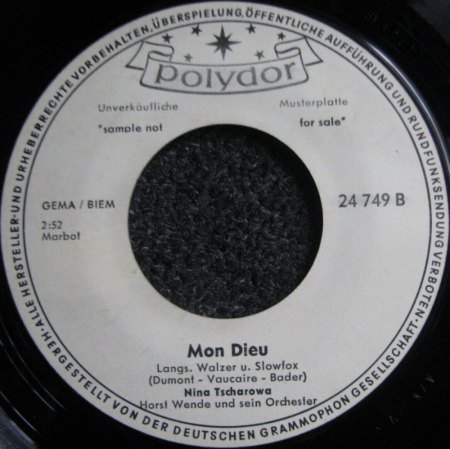 ALLE HERSTELLER- UND URHEBERRECHTE VORBEHALTEN, ÜBERSPIELUNG, ÖFFENTLICHE AUFFÜHRUNG UND RUNDFUNKSENDUNG VERBOTEN
polydor
Unverkäufliche Musterplatte
"sample not for sale"
GEMA / BIEM 24 749 B
2:52
Marbot
Mon Dieu
Langs. Walzer u. Slowfox
(Dumont - Vaucaire - Bader)
Nina Tscharowa
Horst Wende und sein Orchester
HERGESTELLT VON DER DEUTSCHEN GRAMMOPHON GESELLSCHAFT